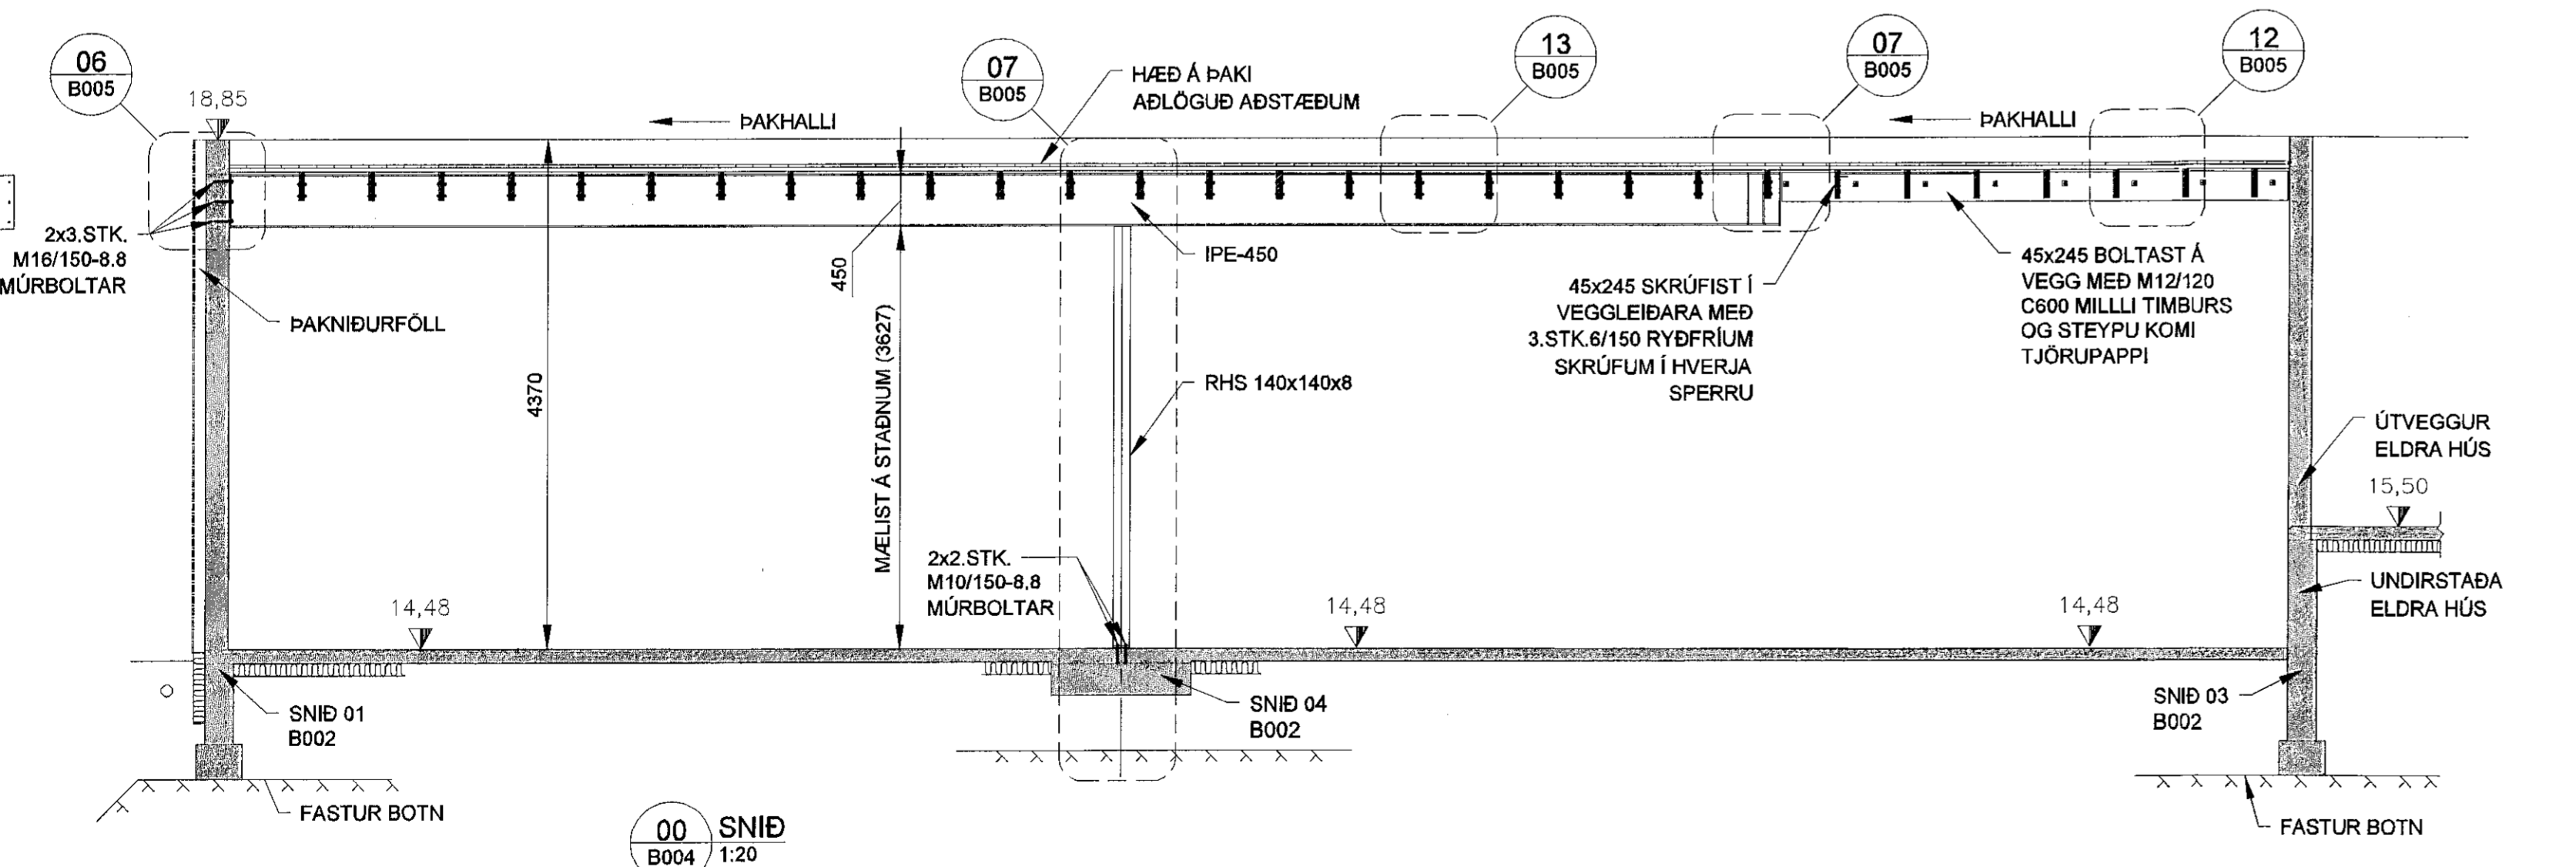 06
B005
18,85
ÞAKHALLI
07
B005
HÆÐ Á ÞAKI
AÐLÖGUÐ AÐSTÆÐUM
13
B005
07
B005
ÞAKHALLI
12
B005
2x3.STK.
M16/150-8.8
MÚRBOLTAR
ÞAKNIÐURFÖLL
4370
450
MÆLIST Á STAÐNUM (3627)
IPE-450
RHS 140x140x8
45x245 SKRÚFIST Í
VEGGLEIÐARA MEÐ
3.STK.6/150 RYÐFRÍUM
SKRÚFUM Í HVERJA
SPERRU
45x245 BOLTAST Á
VEGG MEÐ M12/120
C600 MILLLI TIMBURS
OG STEYPU KOMI
TJÖRUPAPPI
ÚTVEGGUR
ELDRA HÚS
15,50
UNDIRSTAÐA
ELDRA HÚS
2x2.STK.
M10/150-8,8
MÚRBOLTAR
14,48
14,48
14,48
SNIÐ 01
B002
SNIÐ 04
B002
SNIÐ 03
B002
FASTUR BOTN
FASTUR BOTN
00
B004
SNIÐ
1:20